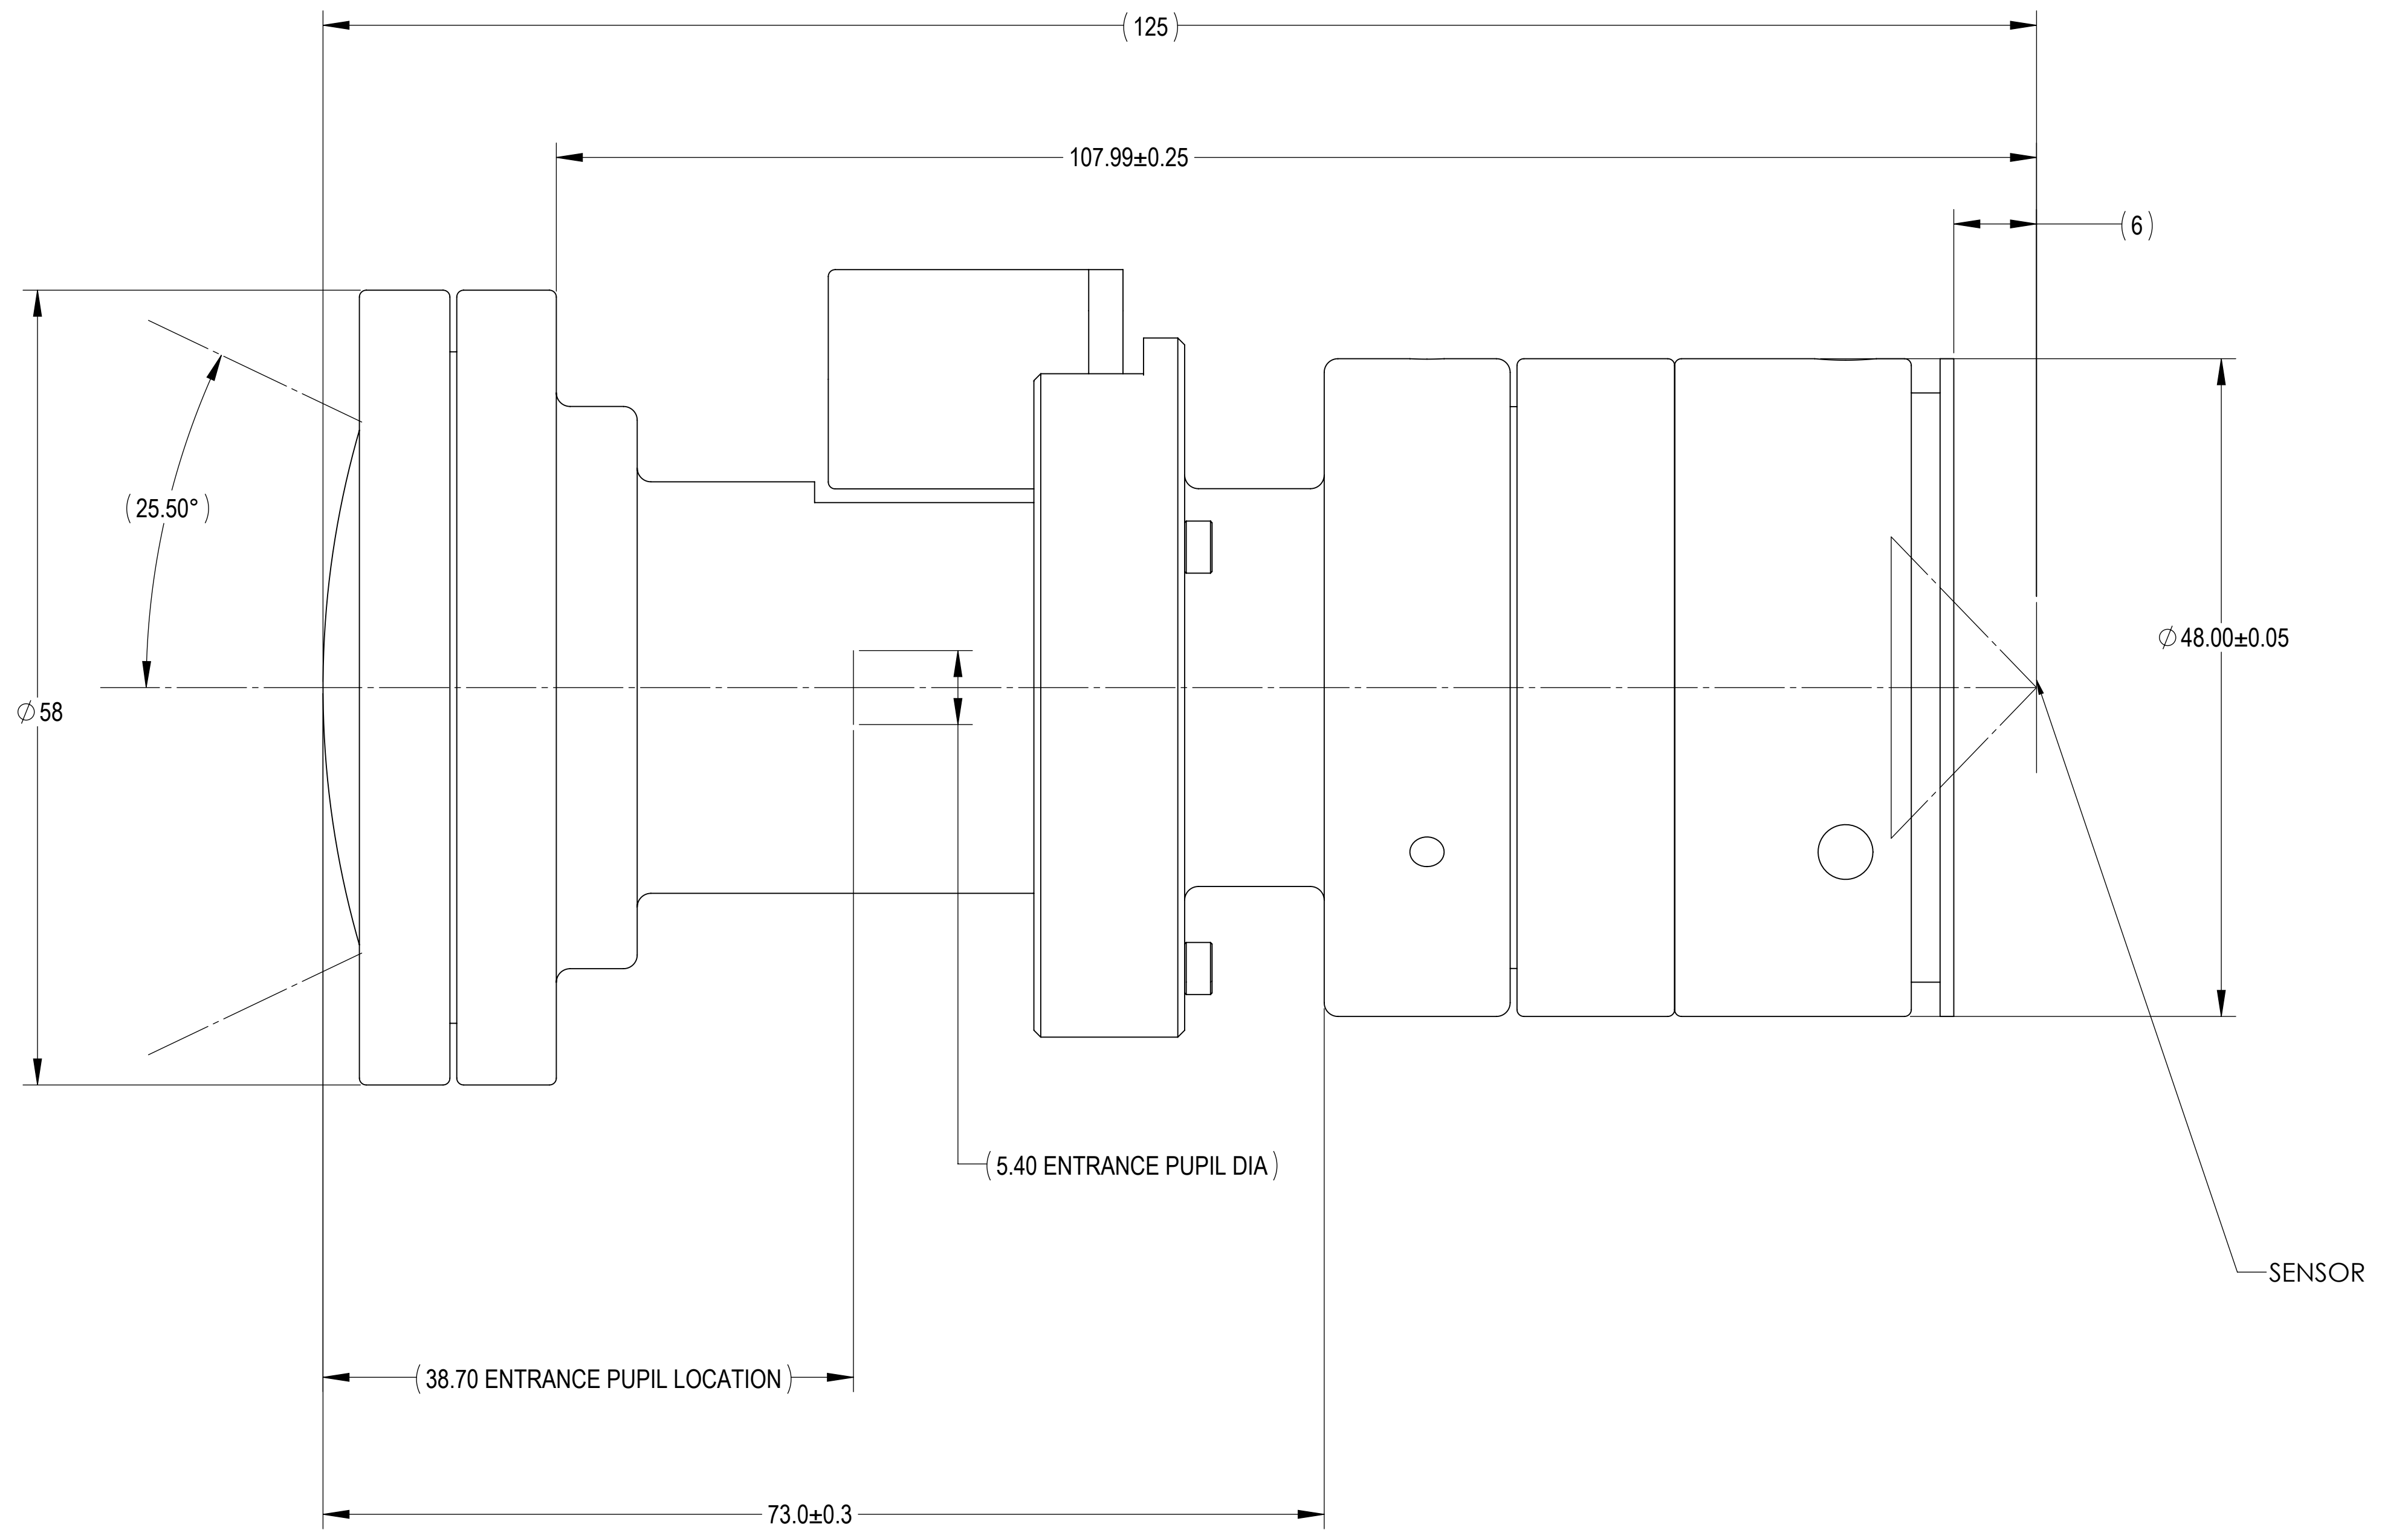 (125)
107.99±0.25
(6)
(25.50°)
⌀48.00±0.05
⌀58
(5.40 ENTRANCE PUPIL DIA)
SENSOR
(38.70 ENTRANCE PUPIL LOCATION)
73.0±0.3